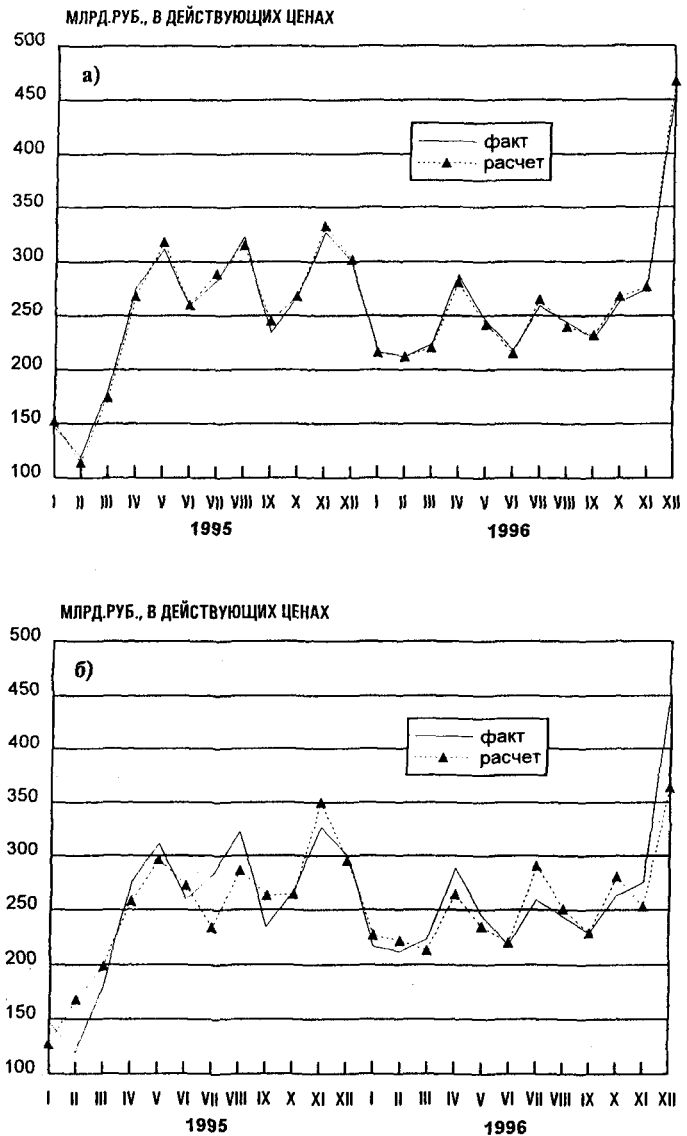 МЛРД.РУБ., В ДЕЙСТВУЮЩИХ ЦЕНАХ
500
а)
450
400
факт
расчет
350
300
250
200
150
100
I II III IV V VI VII VIII IX X XI XII I II III IV V VI VII VIII IX X XI XII
1995 1996
МЛРД.РУБ., В ДЕЙСТВУЮЩИХ ЦЕНАХ
500
б)
450
400
факт
расчет
350
300
250
200
150
100
I II III IV V VI VII VIII IX X XI XII I II III IV V VI VII VIII IX X XI XII
1995 1996